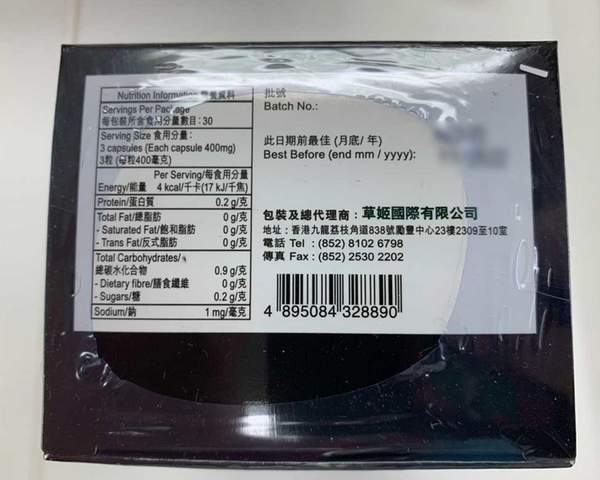 Nutrition Information 營養資料
Servings Per Package
每包裝所含食用分量數目：30
Serving Size 食用分量：
3 capsules (Each capsule 400mg)
3粒 (每粒400毫克)
Per Serving/每食用分量
Energy/能量 4 kcal/千卡(17 kJ/千焦)
Protein/蛋白質 0.2 g/克
Total Fat/總脂肪 0 g/克
- Saturated Fat/飽和脂肪 0 g/克
- Trans Fat/反式脂肪 0 g/克
Total Carbohydrates/
總碳水化合物 0.9 g/克
- Dietary fibre/膳食纖維 0 g/克
- Sugars/糖 0.2 g/克
Sodium/鈉 1 mg/毫克
批號
Batch No.:
此日期前最佳 (月底/ 年)
Best Before (end mm / yyyy):
包裝及總代理商：草姬國際有限公司
地址：香港九龍荔枝角道838號勵豐中心23樓2309至10室
電話 Tel : (852) 8102 6798
傳真 Fax : (852) 2530 2202
4 895084 328890